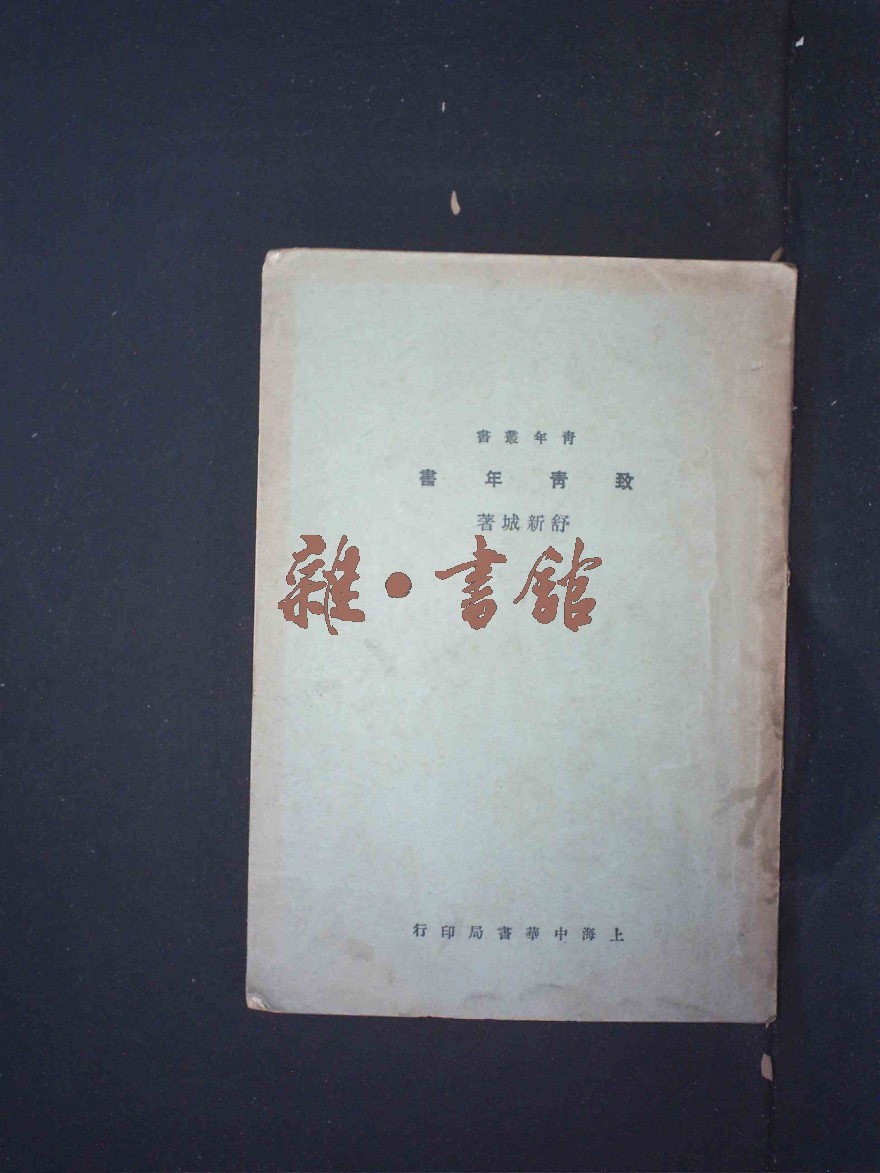 青年叢書
致青年書
舒新城著
雜·書館
上海中華書局印行